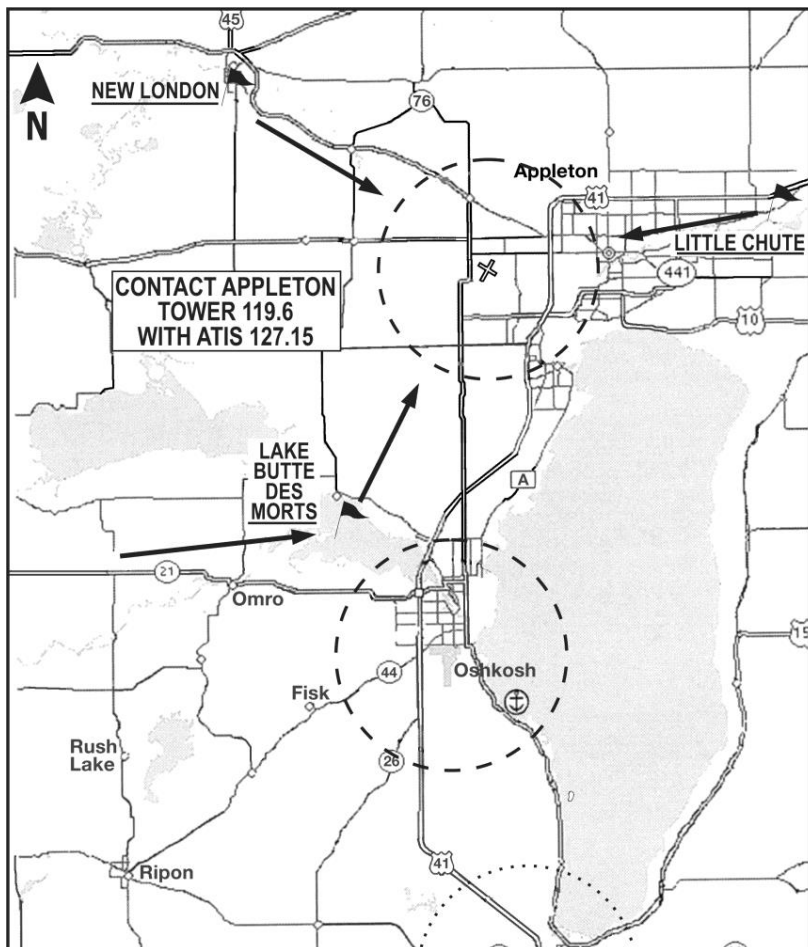 45
NEW LONDON
N
76
Appleton
41
LITTLE CHUTE
441
CONTACT APPLETON
TOWER 119.6
WITH ATIS 127.15
10
LAKE
BUTTE
DES
MORTS
A
21
Omro
Oshkosh
44
Fisk
Rush
Lake
26
Ripon
41